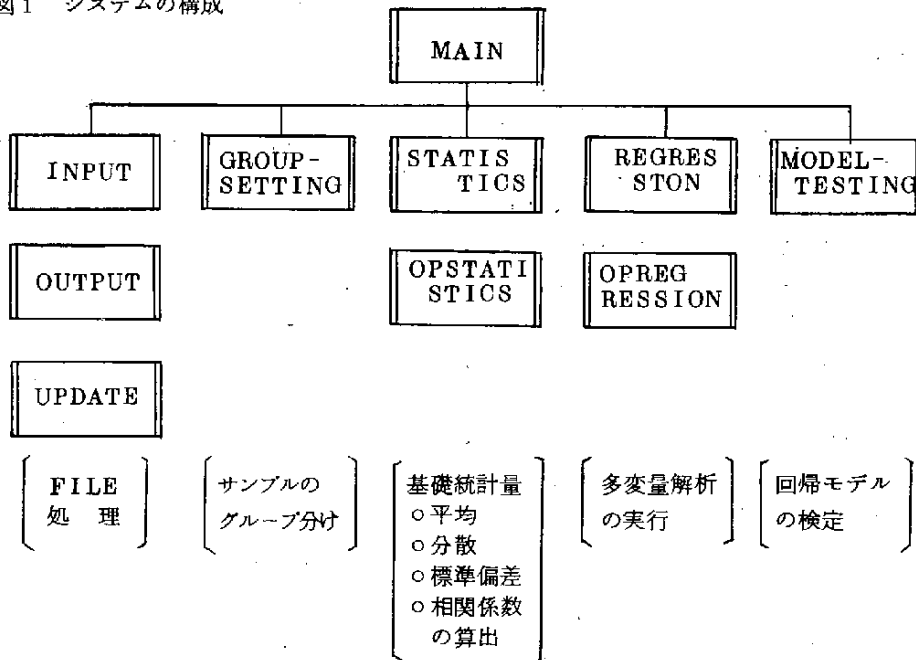 図1 システムの構成
MAIN
INPUT
GROUP-
SETTING
STATIS
TICS
REGRES
STON
MODEL-
TESTING
OUTPUT
OPSTATI
STICS
OPREG
RESSION
UPDATE
FILE
処 理
サンプルの
グループ分け
基礎統計量
○平均
○分散
○標準偏差
○相関係数
の算出
多変量解析
の実行
回帰モデル
の検定